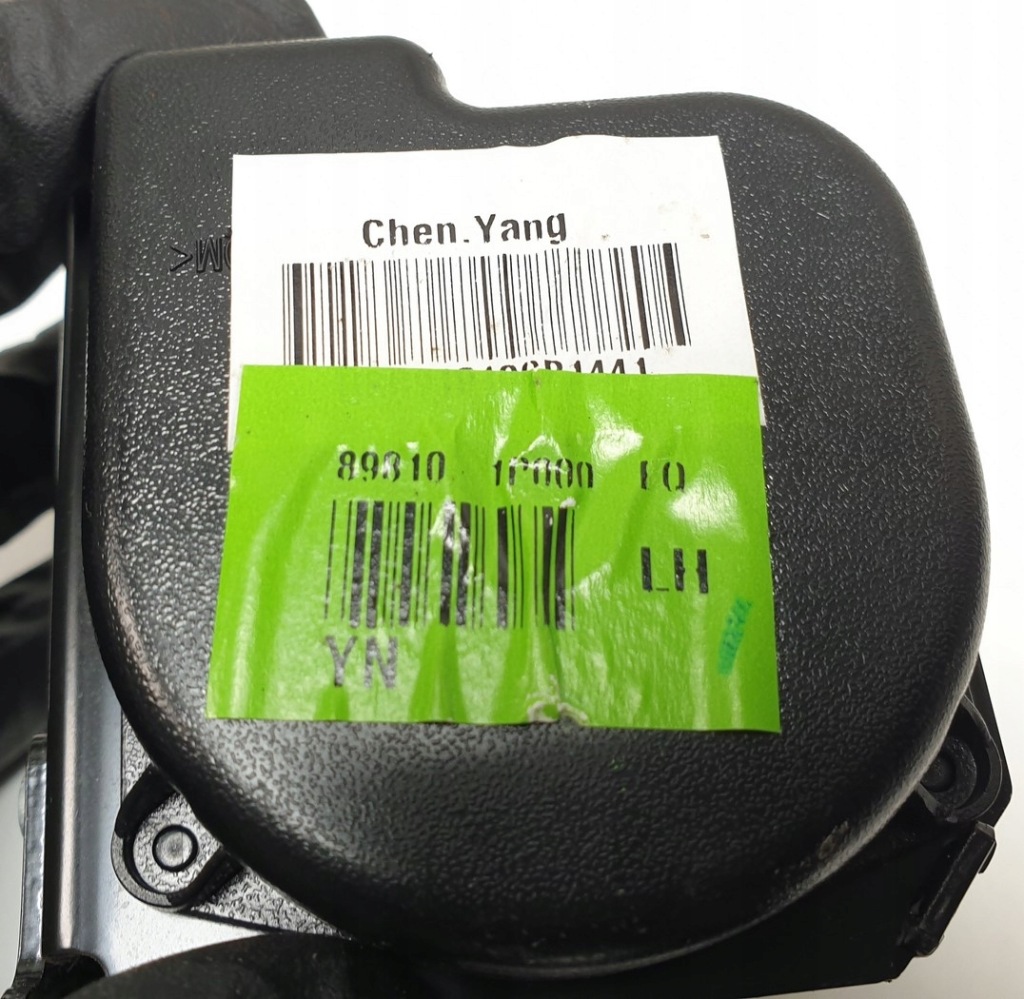 Chen.Yang
89810 1P000 EQ
LH
YN